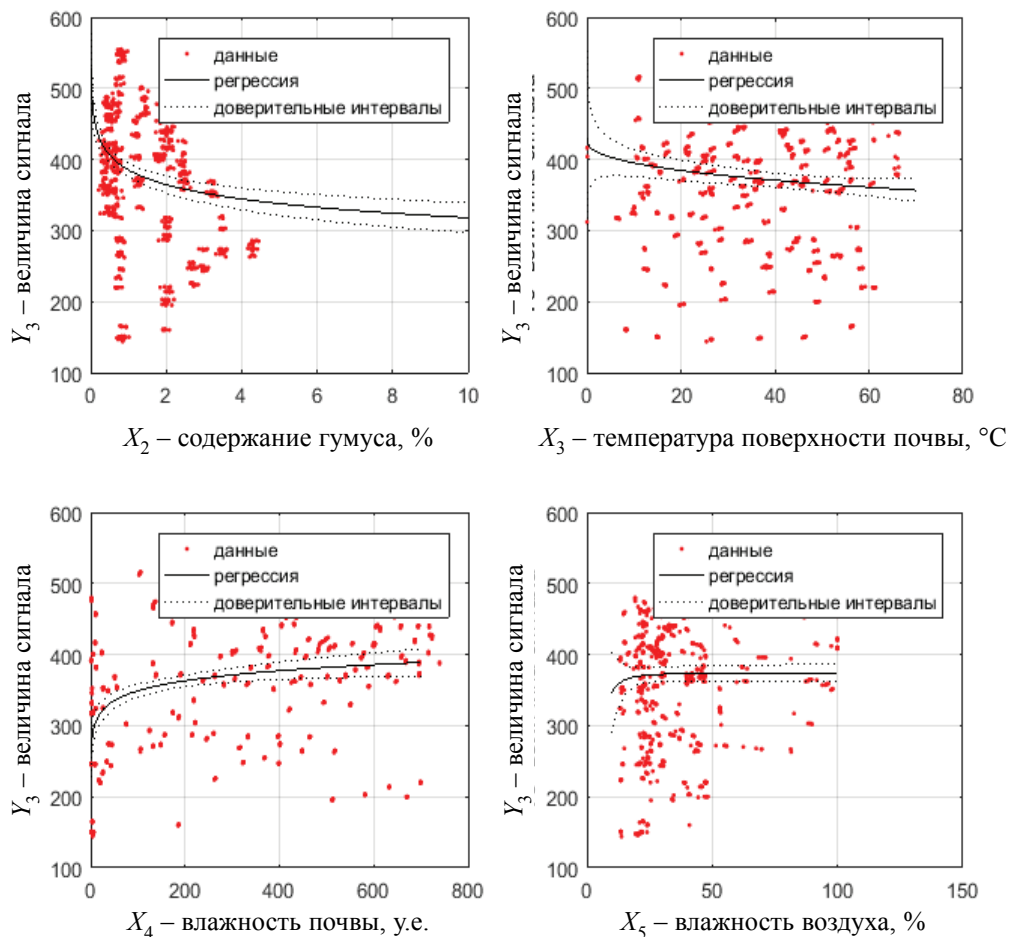 600
500
400
300
200
100
Y3 – величина сигнала
данные
регрессия
доверительные интервалы
0 2 4 6 8 10
X2 – содержание гумуса, %
600
500
400
300
200
100
Y3 – величина сигнала
данные
регрессия
доверительные интервалы
0 20 40 60 80
X3 – температура поверхности почвы, °C
600
500
400
300
200
100
Y3 – величина сигнала
данные
регрессия
доверительные интервалы
0 200 400 600 800
X4 – влажность почвы, у.е.
600
500
400
300
200
100
Y3 – величина сигнала
данные
регрессия
доверительные интервалы
0 50 100 150
X5 – влажность воздуха, %